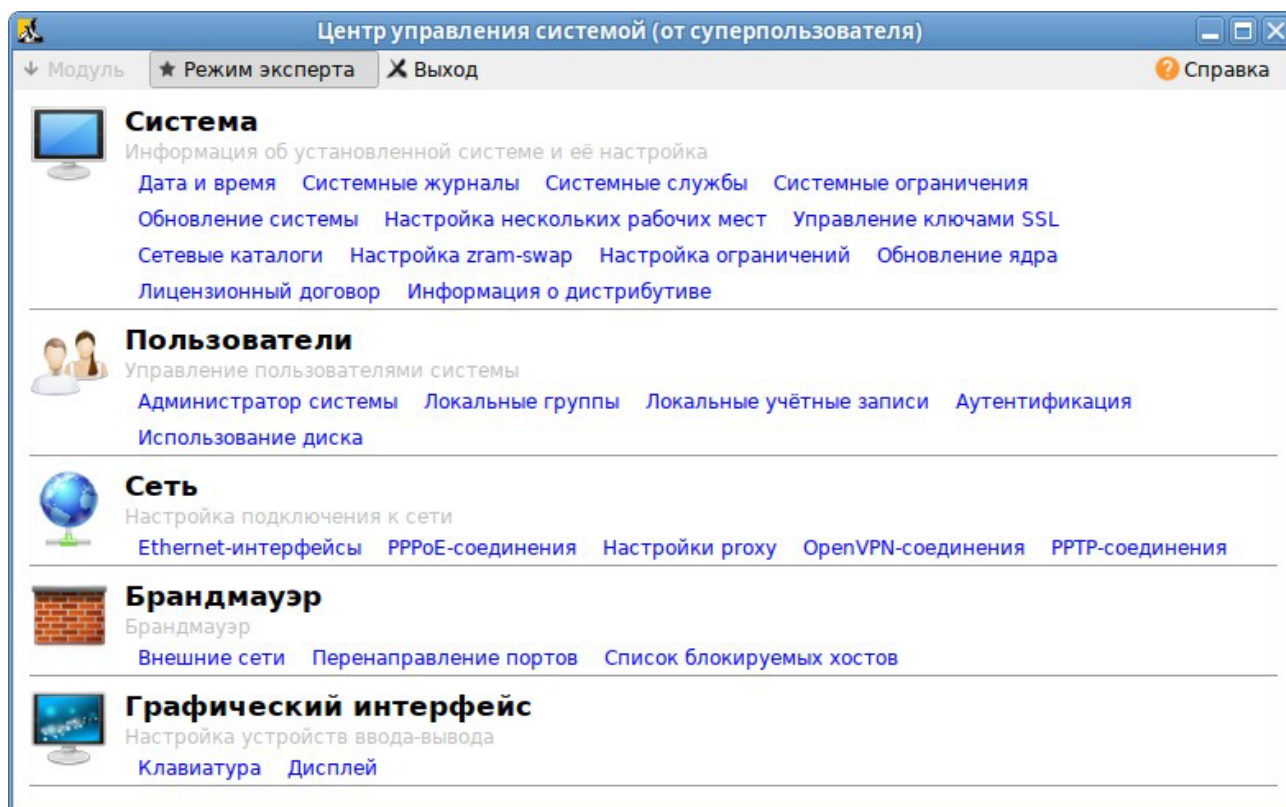 Центр управления системой (от суперпользователя)
Модуль Режим эксперта Выход Справка
Система
Информация об установленной системе и её настройка
Дата и время Системные журналы Системные службы Системные ограничения
Обновление системы Настройка нескольких рабочих мест Управление ключами SSL
Сетевые каталоги Настройка zram-swap Настройка ограничений Обновление ядра
Лицензионный договор Информация о дистрибутиве
Пользователи
Управление пользователями системы
Администратор системы Локальные группы Локальные учётные записи Аутентификация
Использование диска
Сеть
Настройка подключения к сети
Ethernet-интерфейсы PPPoE-соединения Настройки proxy OpenVPN-соединения PPTP-соединения
Брандмауэр
Брандмауэр
Внешние сети Перенаправление портов Список блокируемых хостов
Графический интерфейс
Настройка устройств ввода-вывода
Клавиатура Дисплей